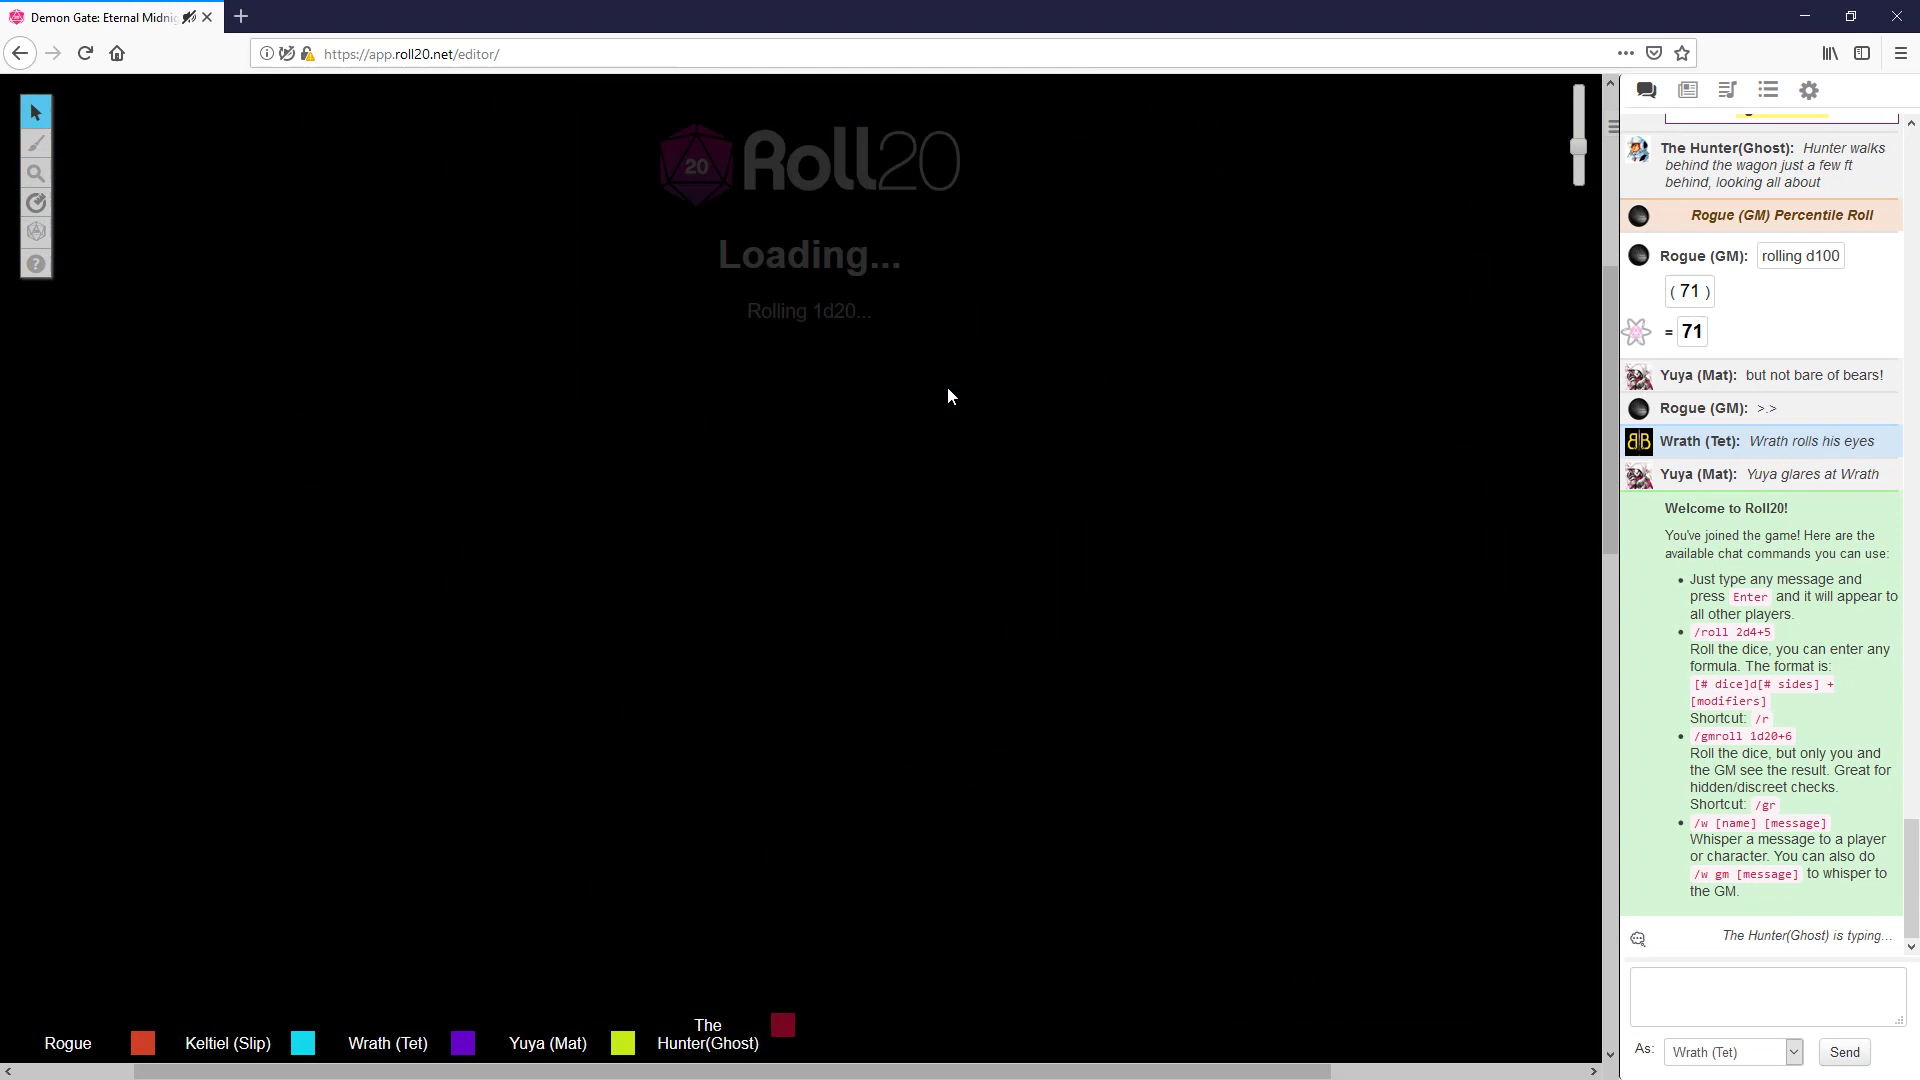 Demon Gate: Eternal Midnig
https://app.roll20.net/editor/
20 Roll20
Loading...
Rolling 1d20...
The Hunter(Ghost): Hunter walks
behind the wagon just a few ft
behind, looking all about
Rogue (GM) Percentile Roll
Rogue (GM): rolling d100
( 71 )
= 71
Yuya (Mat): but not bare of bears!
Rogue (GM): >.>
BB Wrath (Tet): Wrath rolls his eyes
Yuya (Mat): Yuya glares at Wrath
Welcome to Roll20!
You've joined the game! Here are the
available chat commands you can use:
• Just type any message and
press Enter and it will appear to
all other players.
• /roll 2d4+5
Roll the dice, you can enter any
formula. The format is:
[# dice]d[# sides] +
[modifiers]
Shortcut: /r
• /gmroll 1d20+6
Roll the dice, but only you and
the GM see the result. Great for
hidden/discreet checks.
Shortcut: /gr
• /w [name] [message]
Whisper a message to a player
or character. You can also do
/w gm [message] to whisper to
the GM.
The Hunter(Ghost) is typing...
As: Wrath (Tet) Send
Rogue
Keltiel (Slip)
Wrath (Tet)
Yuya (Mat)
The
Hunter(Ghost)